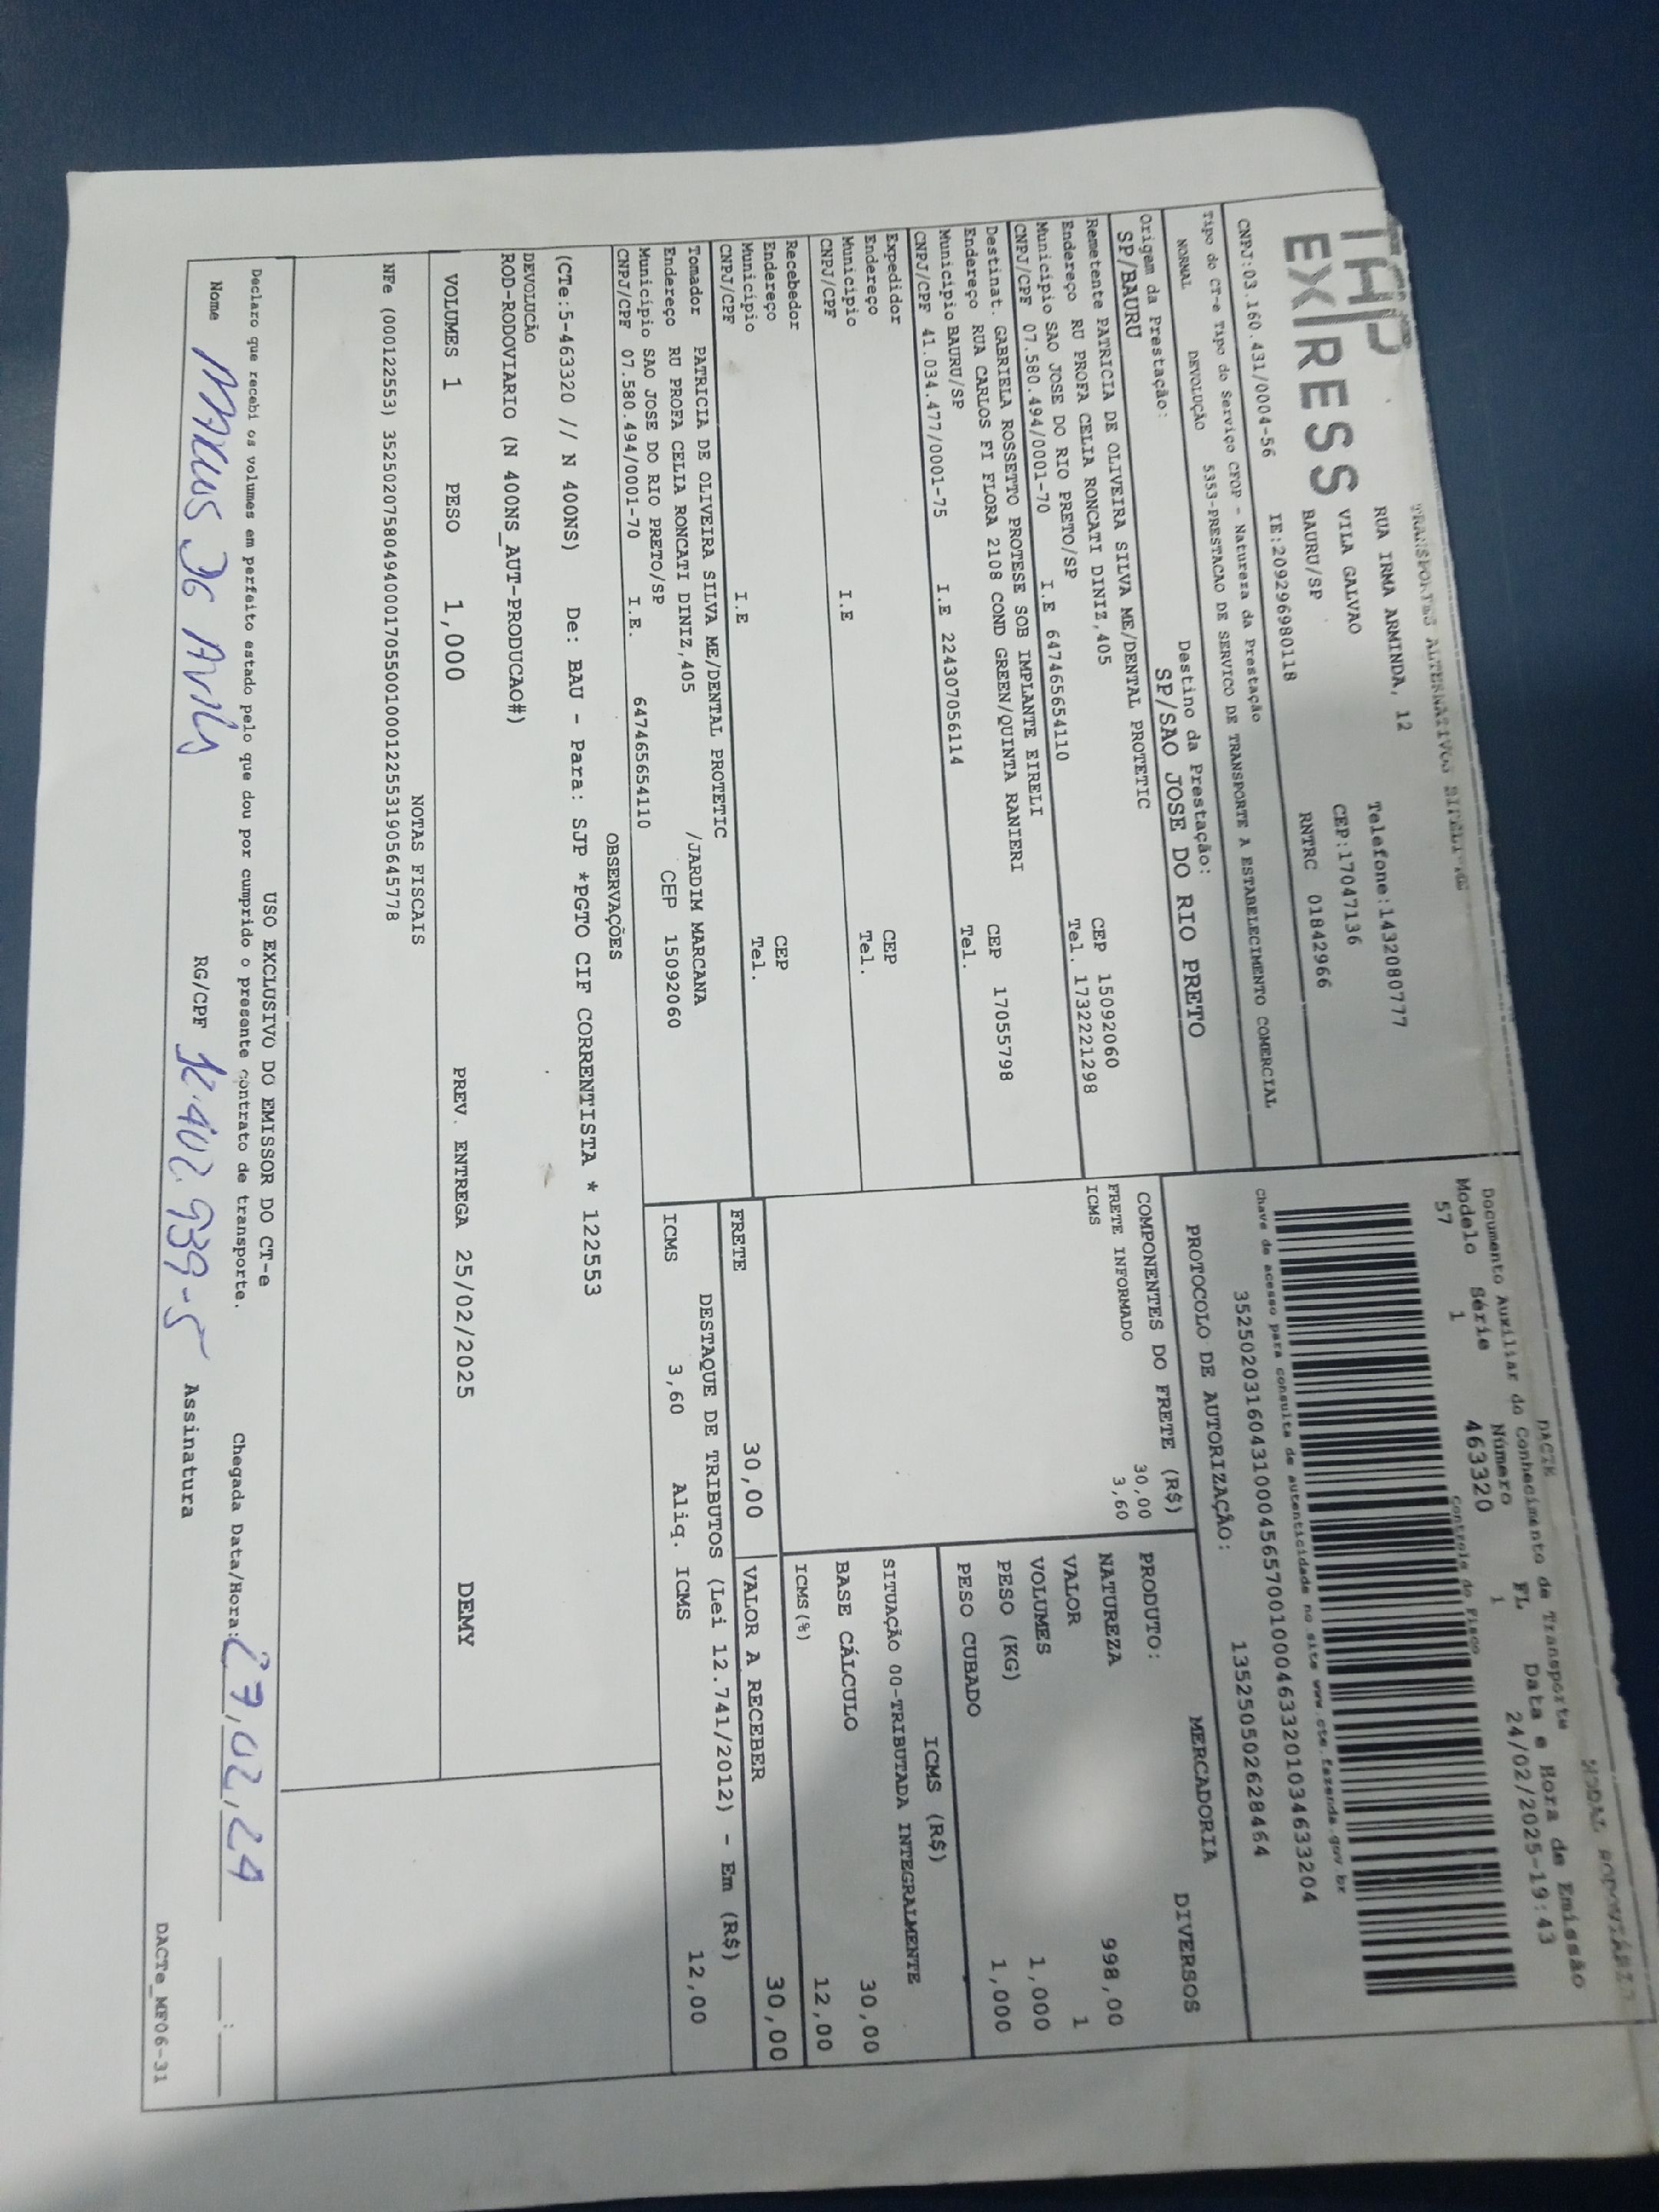 EXPRESS
RUA IRMA ARMINDA, 12
Telefone:1432080777
VILA GALVAO
CEP:17047136
BAURU/SP
RNTRC 01842966
CNPJ:03.160.431/0004-56
IE:209296980118
Tipo do CT-e Tipo do Serviço CFOP - Natureza da Prestação
NORMAL DEVOLUÇÃO 5353-PRESTACAO DE SERVICO DE TRANSPORTE A ESTABELECIMENTO COMERCIAL
Origem da Prestação: Destino da Prestação:
SP/BAURU SP/SAO JOSE DO RIO PRETO
DACTE
Documento Auxiliar do Conhecimento de Transporte
MODAL RODOVIÁRIO
Modelo Série Número FL Data e Hora de Emissão
57 1 463320 1 24/02/2025-19:43
Controle do Fisco
Chave de acesso para consulta de autenticidade no site www.cte.fazenda.gov.br
35250203160431000456570010004633201034633204
PROTOCOLO DE AUTORIZAÇÃO: 135250502628464
Remetente PATRICIA DE OLIVEIRA SILVA ME/DENTAL PROTETIC
Endereço RU PROFA CELIA RONCATI DINIZ,405 CEP 15092060
Municipio SAO JOSE DO RIO PRETO/SP Tel. 1732221298
CNPJ/CPF 07.580.494/0001-70 I.E 647465654110
Destinat. GABRIELA ROSSETTO PROTESE SOB IMPLANTE EIRELI
Endereço RUA CARLOS FI FLORA 2108 COND GREEN/QUINTA RANIERI CEP 17055798
Municipio BAURU/SP Tel.
CNPJ/CPF 41.034.477/0001-75 I.E 224307056114
Expedidor
Endereço CEP
Municipio Tel.
CNPJ/CPF I.E
Recebedor
Endereço CEP
Municipio Tel.
CNPJ/CPF I.E
Tomador PATRICIA DE OLIVEIRA SILVA ME/DENTAL PROTETIC
Endereço RU PROFA CELIA RONCATI DINIZ,405 /JARDIM MARCANA
Municipio SAO JOSE DO RIO PRETO/SP CEP 15092060
CNPJ/CPF 07.580.494/0001-70 I.E. 647465654110
COMPONENTES DO FRETE (R$)
FRETE INFORMADO 30,00
ICMS 3,60
MERCADORIA
PRODUTO: DIVERSOS
NATUREZA
VALOR 998,00
VOLUMES 1
PESO (KG) 1,000
PESO CUBADO 1,000
ICMS (R$)
SITUAÇÃO 00-TRIBUTADA INTEGRALMENTE
BASE CÁLCULO 30,00
ICMS(%) 12,00
FRETE 30,00 VALOR A RECEBER 30,00
DESTAQUE DE TRIBUTOS (Lei 12.741/2012) - Em (R$)
ICMS 3,60 Aliq. ICMS 12,00
OBSERVAÇÕES
(CTe:5-463320 // N 400NS) De: BAU - Para: SJP *PGTO CIF CORRENTISTA * 122553
DEVOLUCÃO
ROD-RODOVIARIO (N 400NS_AUT-PRODUCAO#)
VOLUMES 1 PESO 1,000 PREV. ENTREGA 25/02/2025 DEMY
NOTAS FISCAIS
NFe (000122553) 35250207580494000170550010001225531905645778
USO EXCLUSIVO DO EMISSOR DO CT-e
Declaro que recebi os volumes em perfeito estado pelo que dou por cumprido o presente contrato de transporte. Chegada Data/Hora:
Nome RG/CPF 12.402.939-5 Assinatura
DACTe_MF06-31